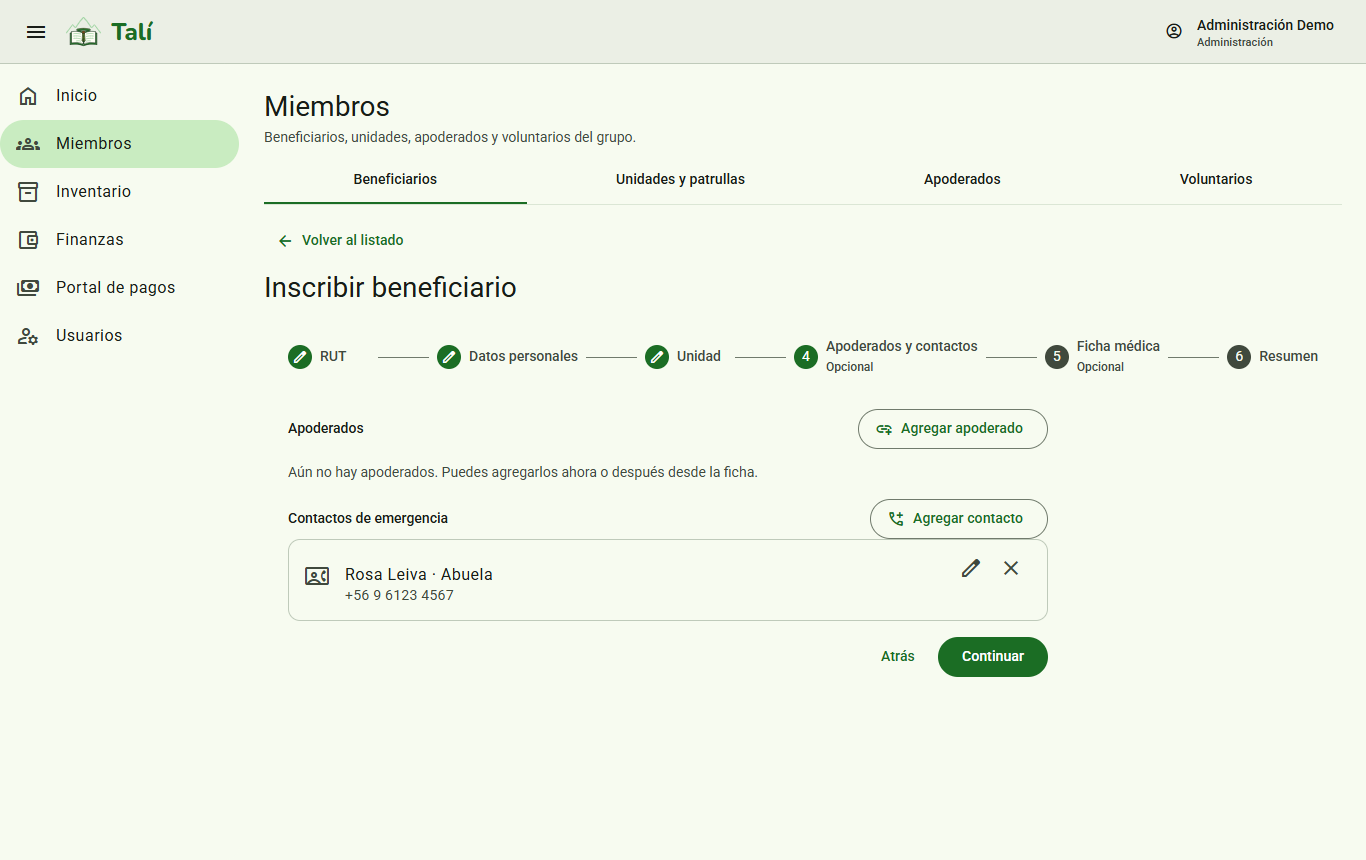 Talí
Administración Demo
Administración
Inicio
Miembros
Inventario
Finanzas
Portal de pagos
Usuarios
Miembros
Beneficiarios, unidades, apoderados y voluntarios del grupo.
Beneficiarios
Unidades y patrullas
Apoderados
Voluntarios
Volver al listado
Inscribir beneficiario
RUT
Datos personales
Unidad
4
Apoderados y contactos
Opcional
5
Ficha médica
Opcional
6
Resumen
Apoderados
Agregar apoderado
Aún no hay apoderados. Puedes agregarlos ahora o después desde la ficha.
Contactos de emergencia
Agregar contacto
Rosa Leiva · Abuela
+56 9 6123 4567
Atrás
Continuar